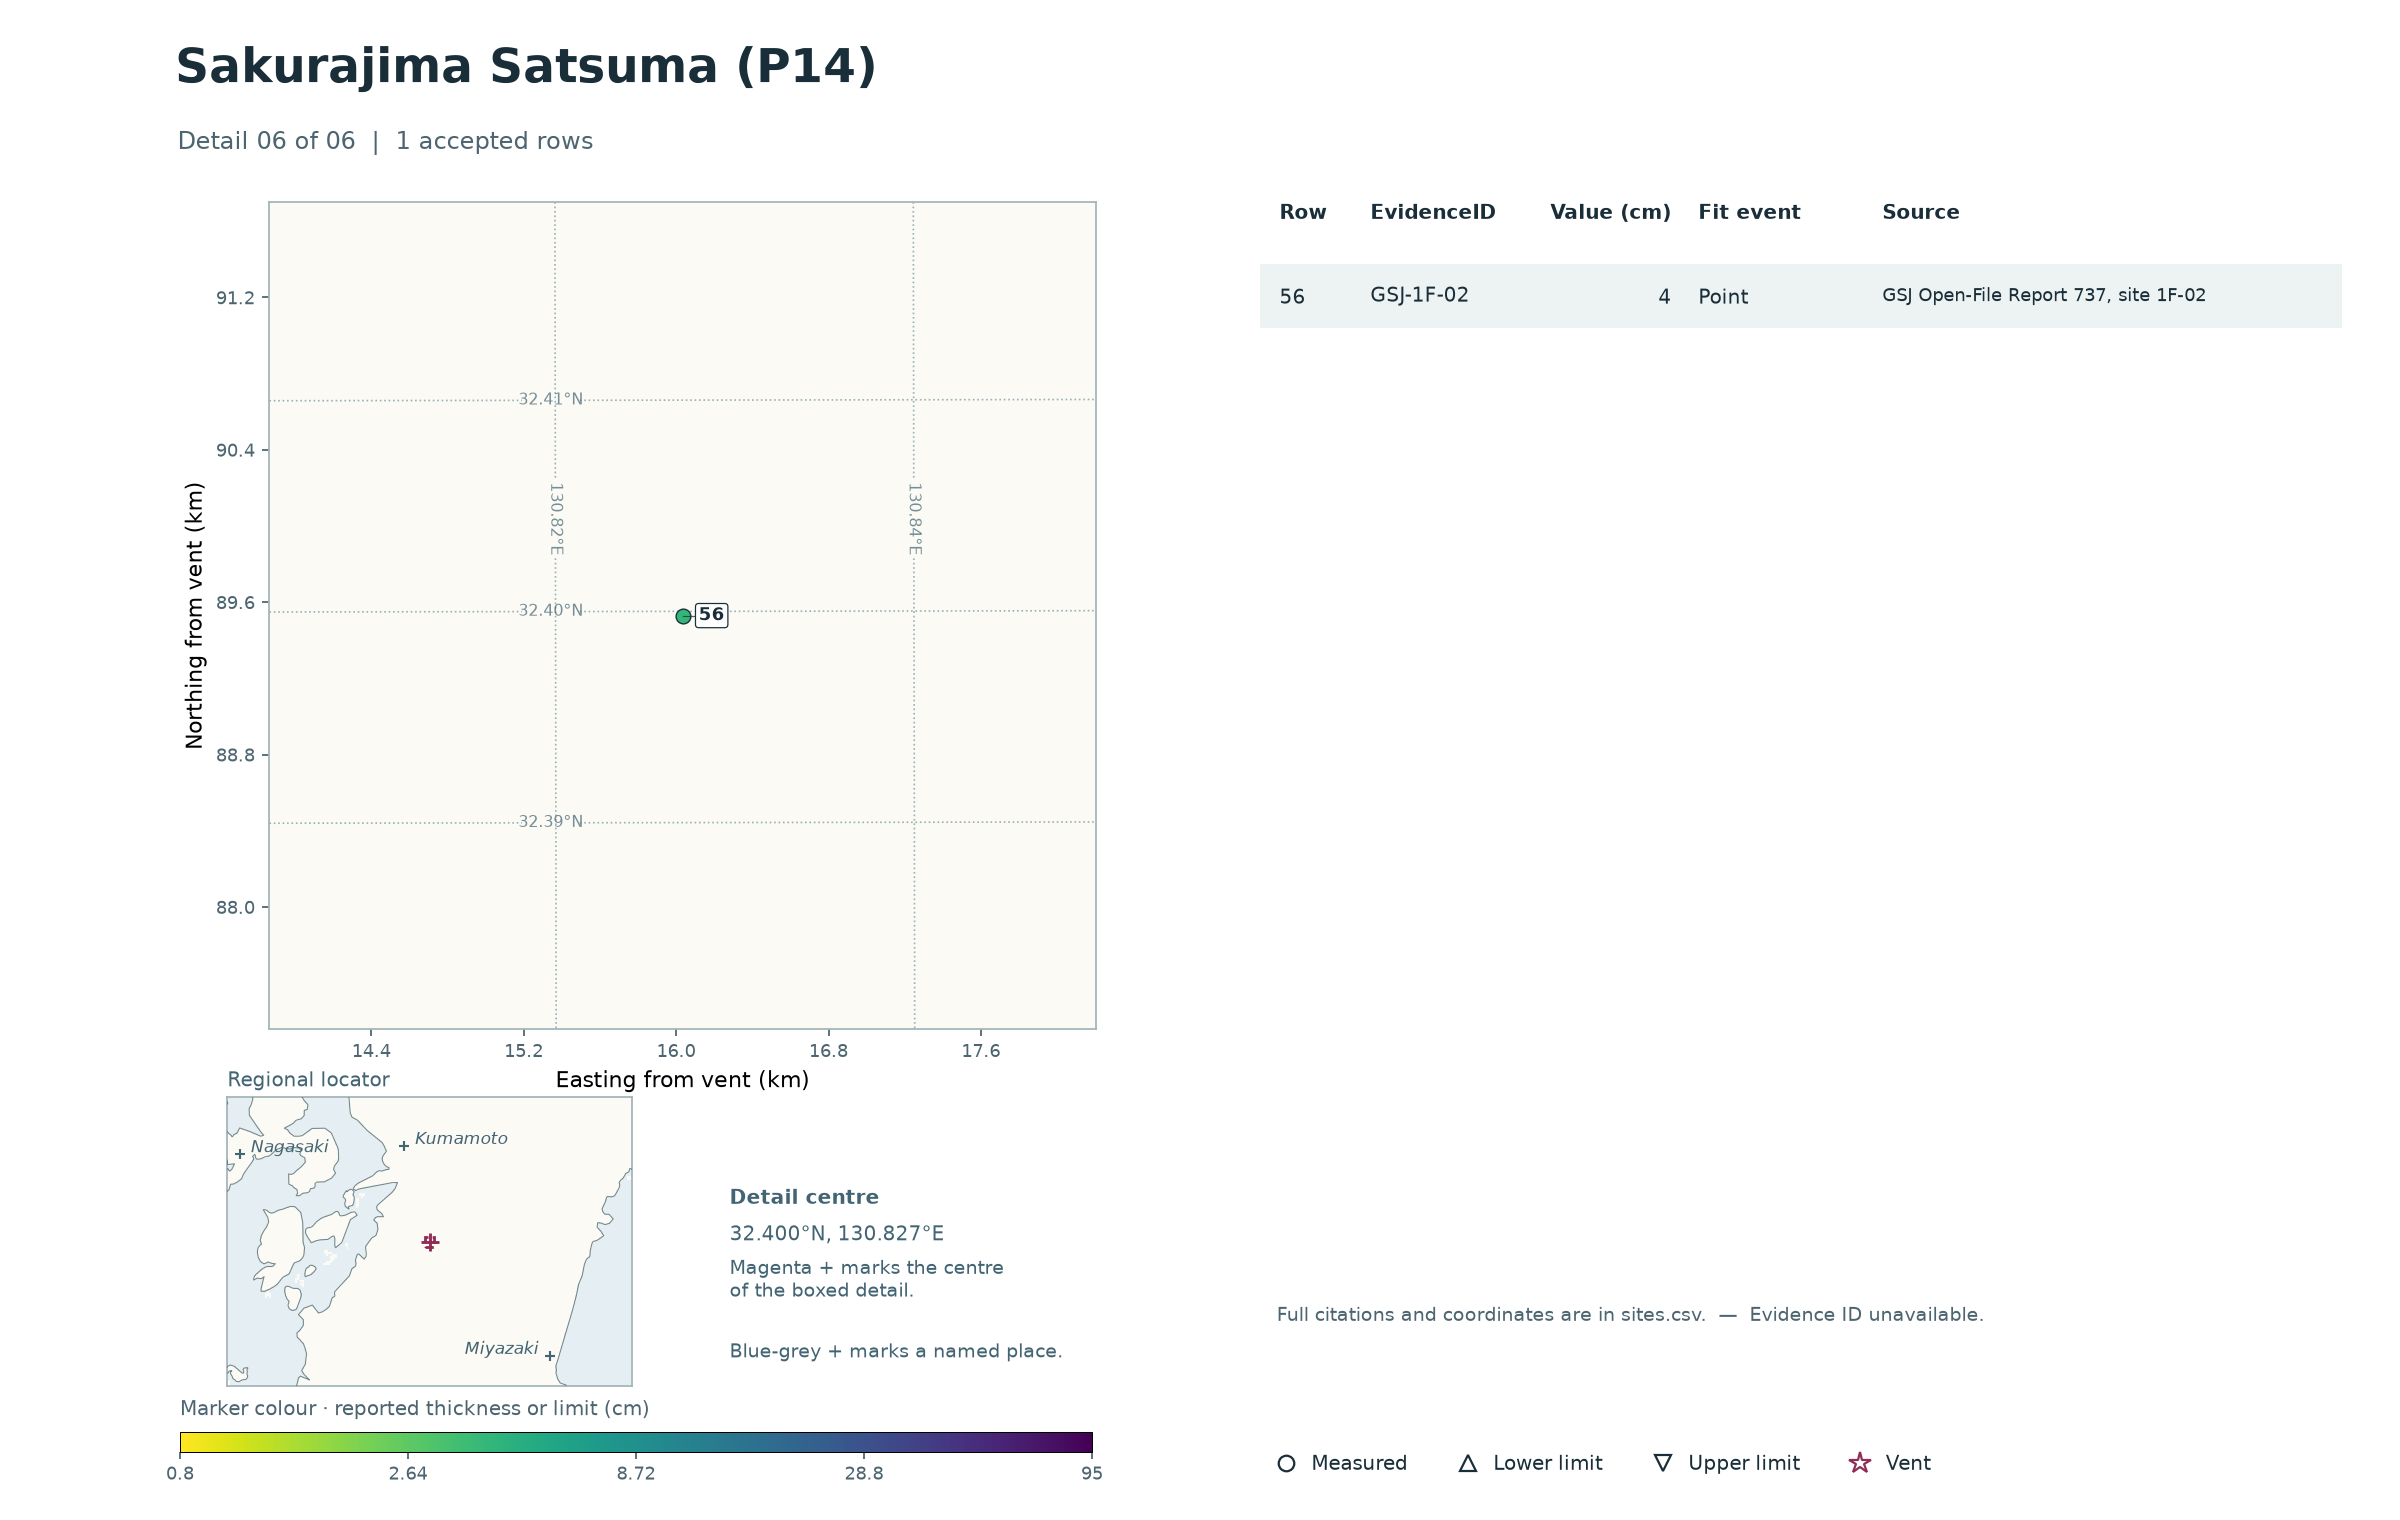 Sakurajima Satsuma (P14)
Detail 06 of 06  |  1 accepted rows
Row EvidenceID Value (cm) Fit event Source
56 GSJ-1F-02 4 Point GSJ Open-File Report 737, site 1F-02
Northing from vent (km)
91.2
90.4
89.6
88.8
88.0
32.41°N
32.40°N
32.39°N
130.82°E
130.84°E
56
14.4 15.2 16.0 16.8 17.6
Easting from vent (km)
Regional locator
Nagasaki
Kumamoto
Miyazaki
Detail centre
32.400°N, 130.827°E
Magenta + marks the centre
of the boxed detail.
Blue-grey + marks a named place.
Full citations and coordinates are in sites.csv.  —  Evidence ID unavailable.
Marker colour · reported thickness or limit (cm)
0.8 2.64 8.72 28.8 95
Measured Lower limit Upper limit Vent